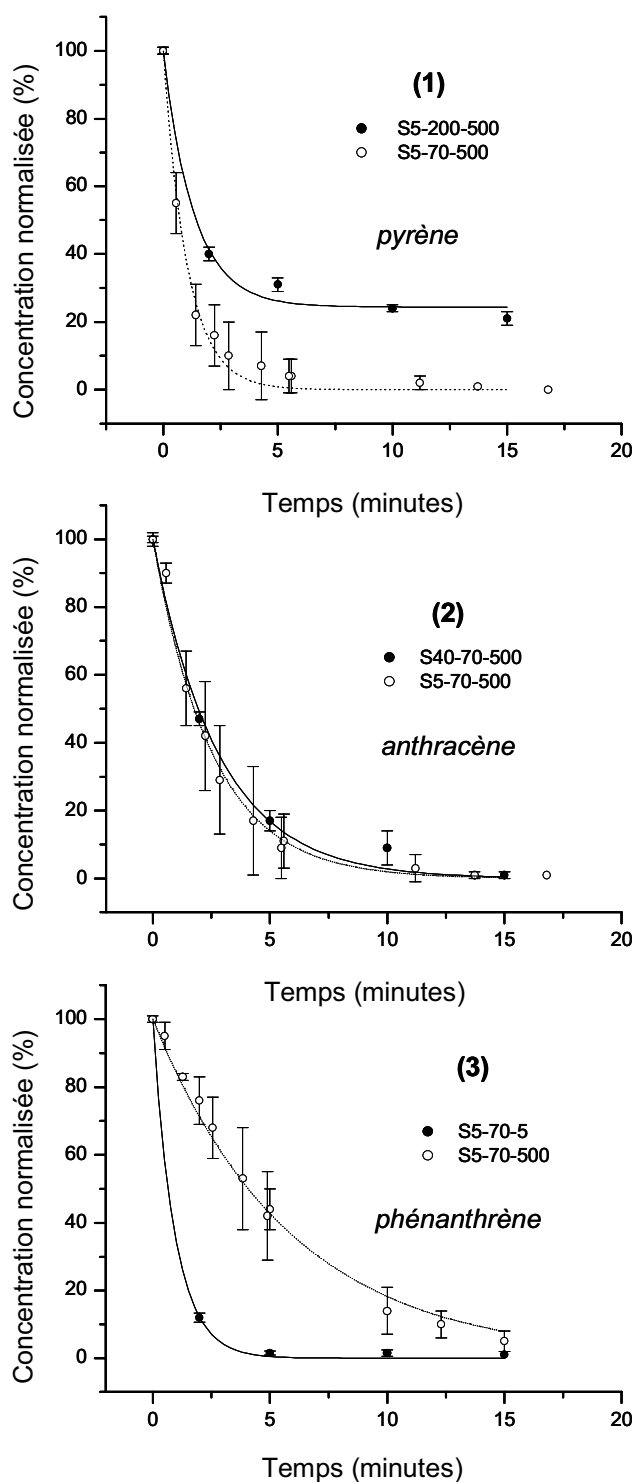 (1)
S5-200-500
S5-70-500
pyrène
Concentration normalisée (%)
100
80
60
40
20
0
0
5
10
15
20
Temps (minutes)
(2)
S40-70-500
S5-70-500
anthracène
Concentration normalisée (%)
100
80
60
40
20
0
0
5
10
15
20
Temps (minutes)
(3)
S5-70-5
S5-70-500
phénanthrène
Concentration normalisée (%)
100
80
60
40
20
0
0
5
10
15
20
Temps (minutes)